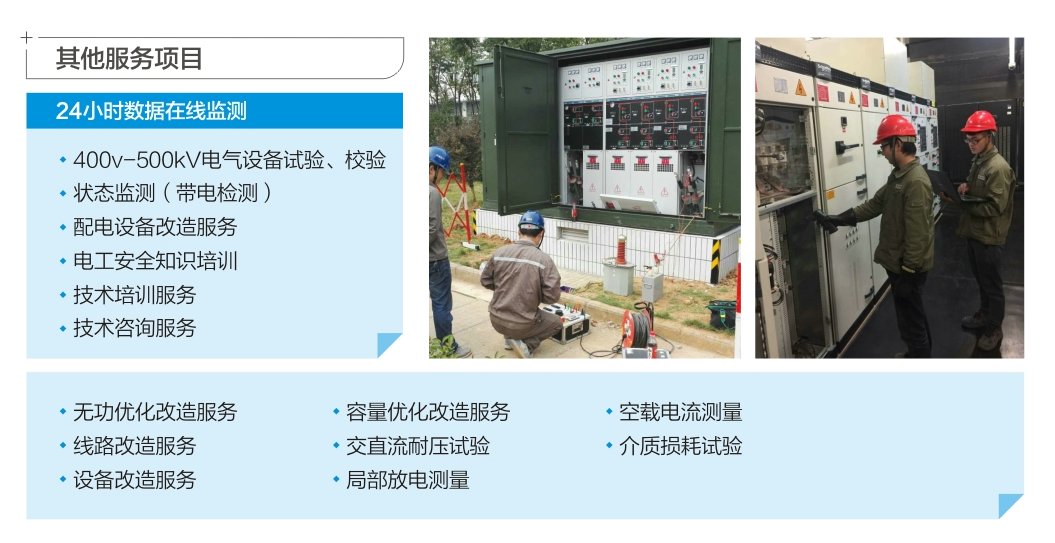 其他服务项目
24小时数据在线监测
400v-500kV电气设备试验、校验
状态监测（带电检测）
配电设备改造服务
电工安全知识培训
技术培训服务
技术咨询服务
无功优化改造服务
线路改造服务
设备改造服务
容量优化改造服务
交直流耐压试验
局部放电测量
空载电流测量
介质损耗试验